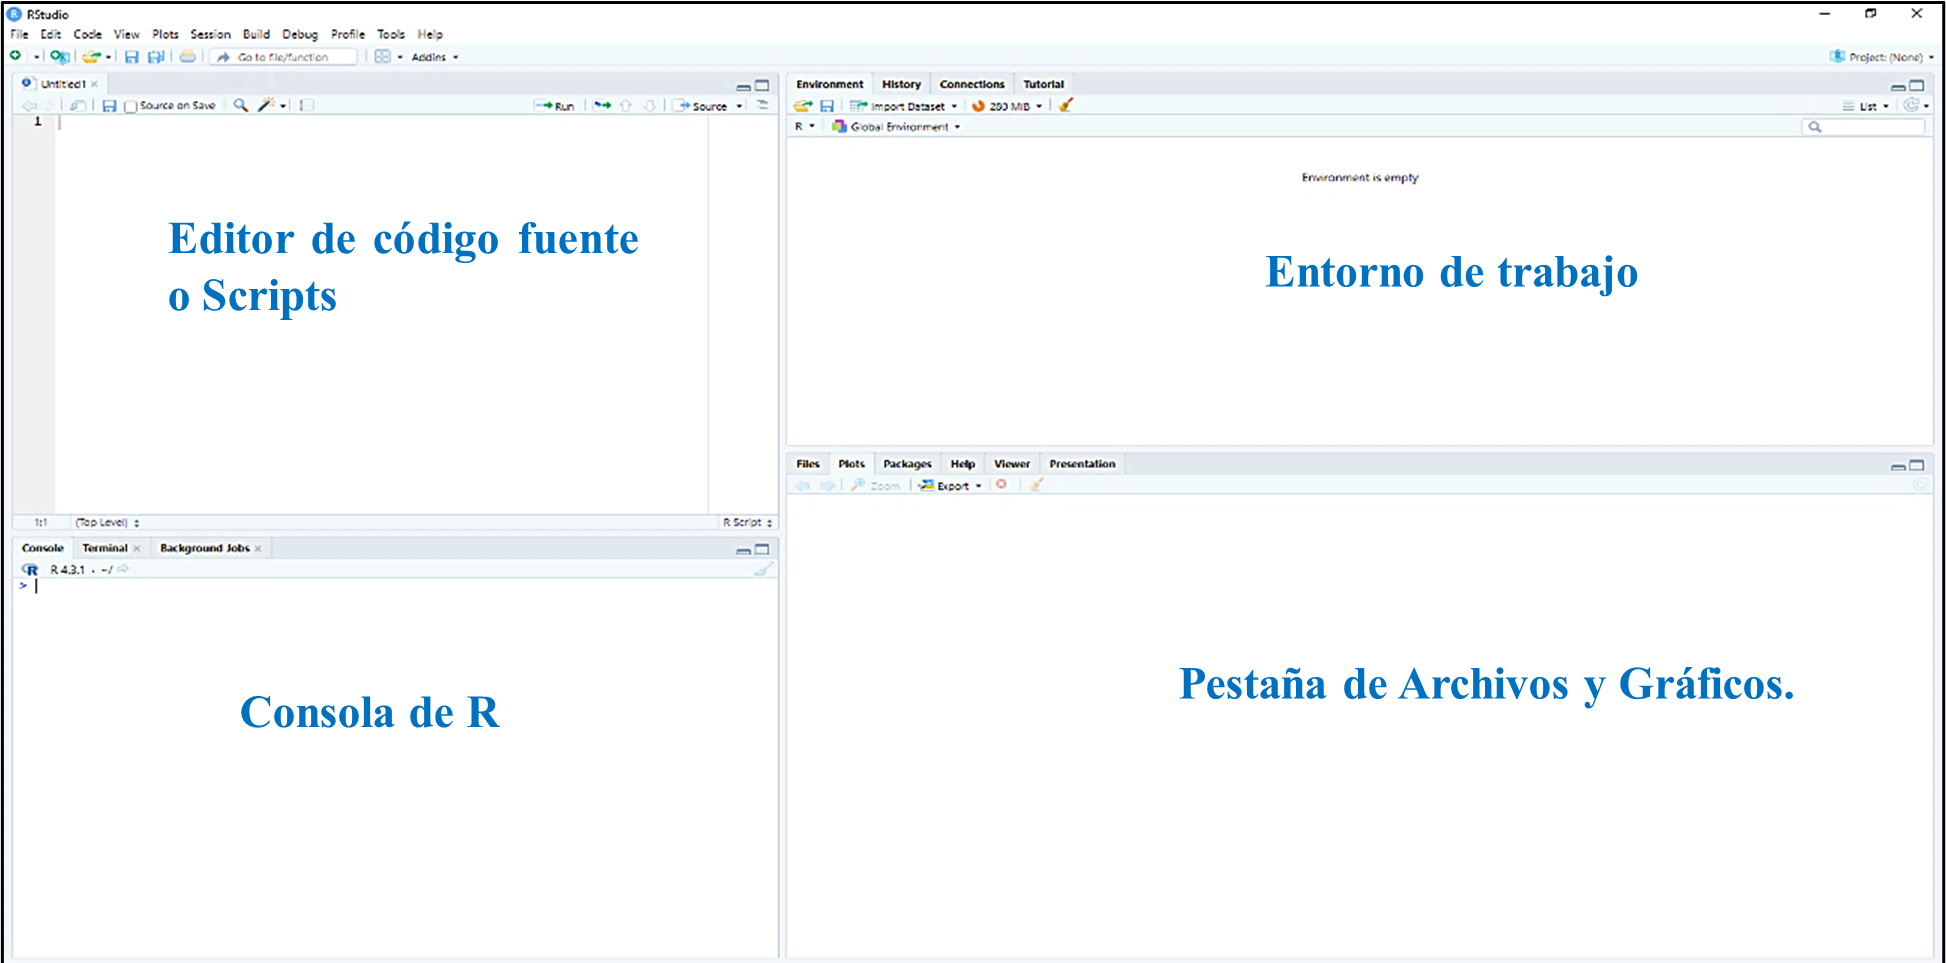 RStudio
File Edit Code View Plots Session Build Debug Profile Tools Help
Go to file/function Addins
Project: (None)
Untitled1
Source on Save Run Source
1
Editor de código fuente
o Scripts
1:1 (Top Level) R Script
Console Terminal Background Jobs
R 4.3.1 · ~/
>
Consola de R
Environment History Connections Tutorial
Import Dataset 280 MiB List
R Global Environment
Environment is empty
Entorno de trabajo
Files Plots Packages Help Viewer Presentation
Zoom Export
Pestaña de Archivos y Gráficos.